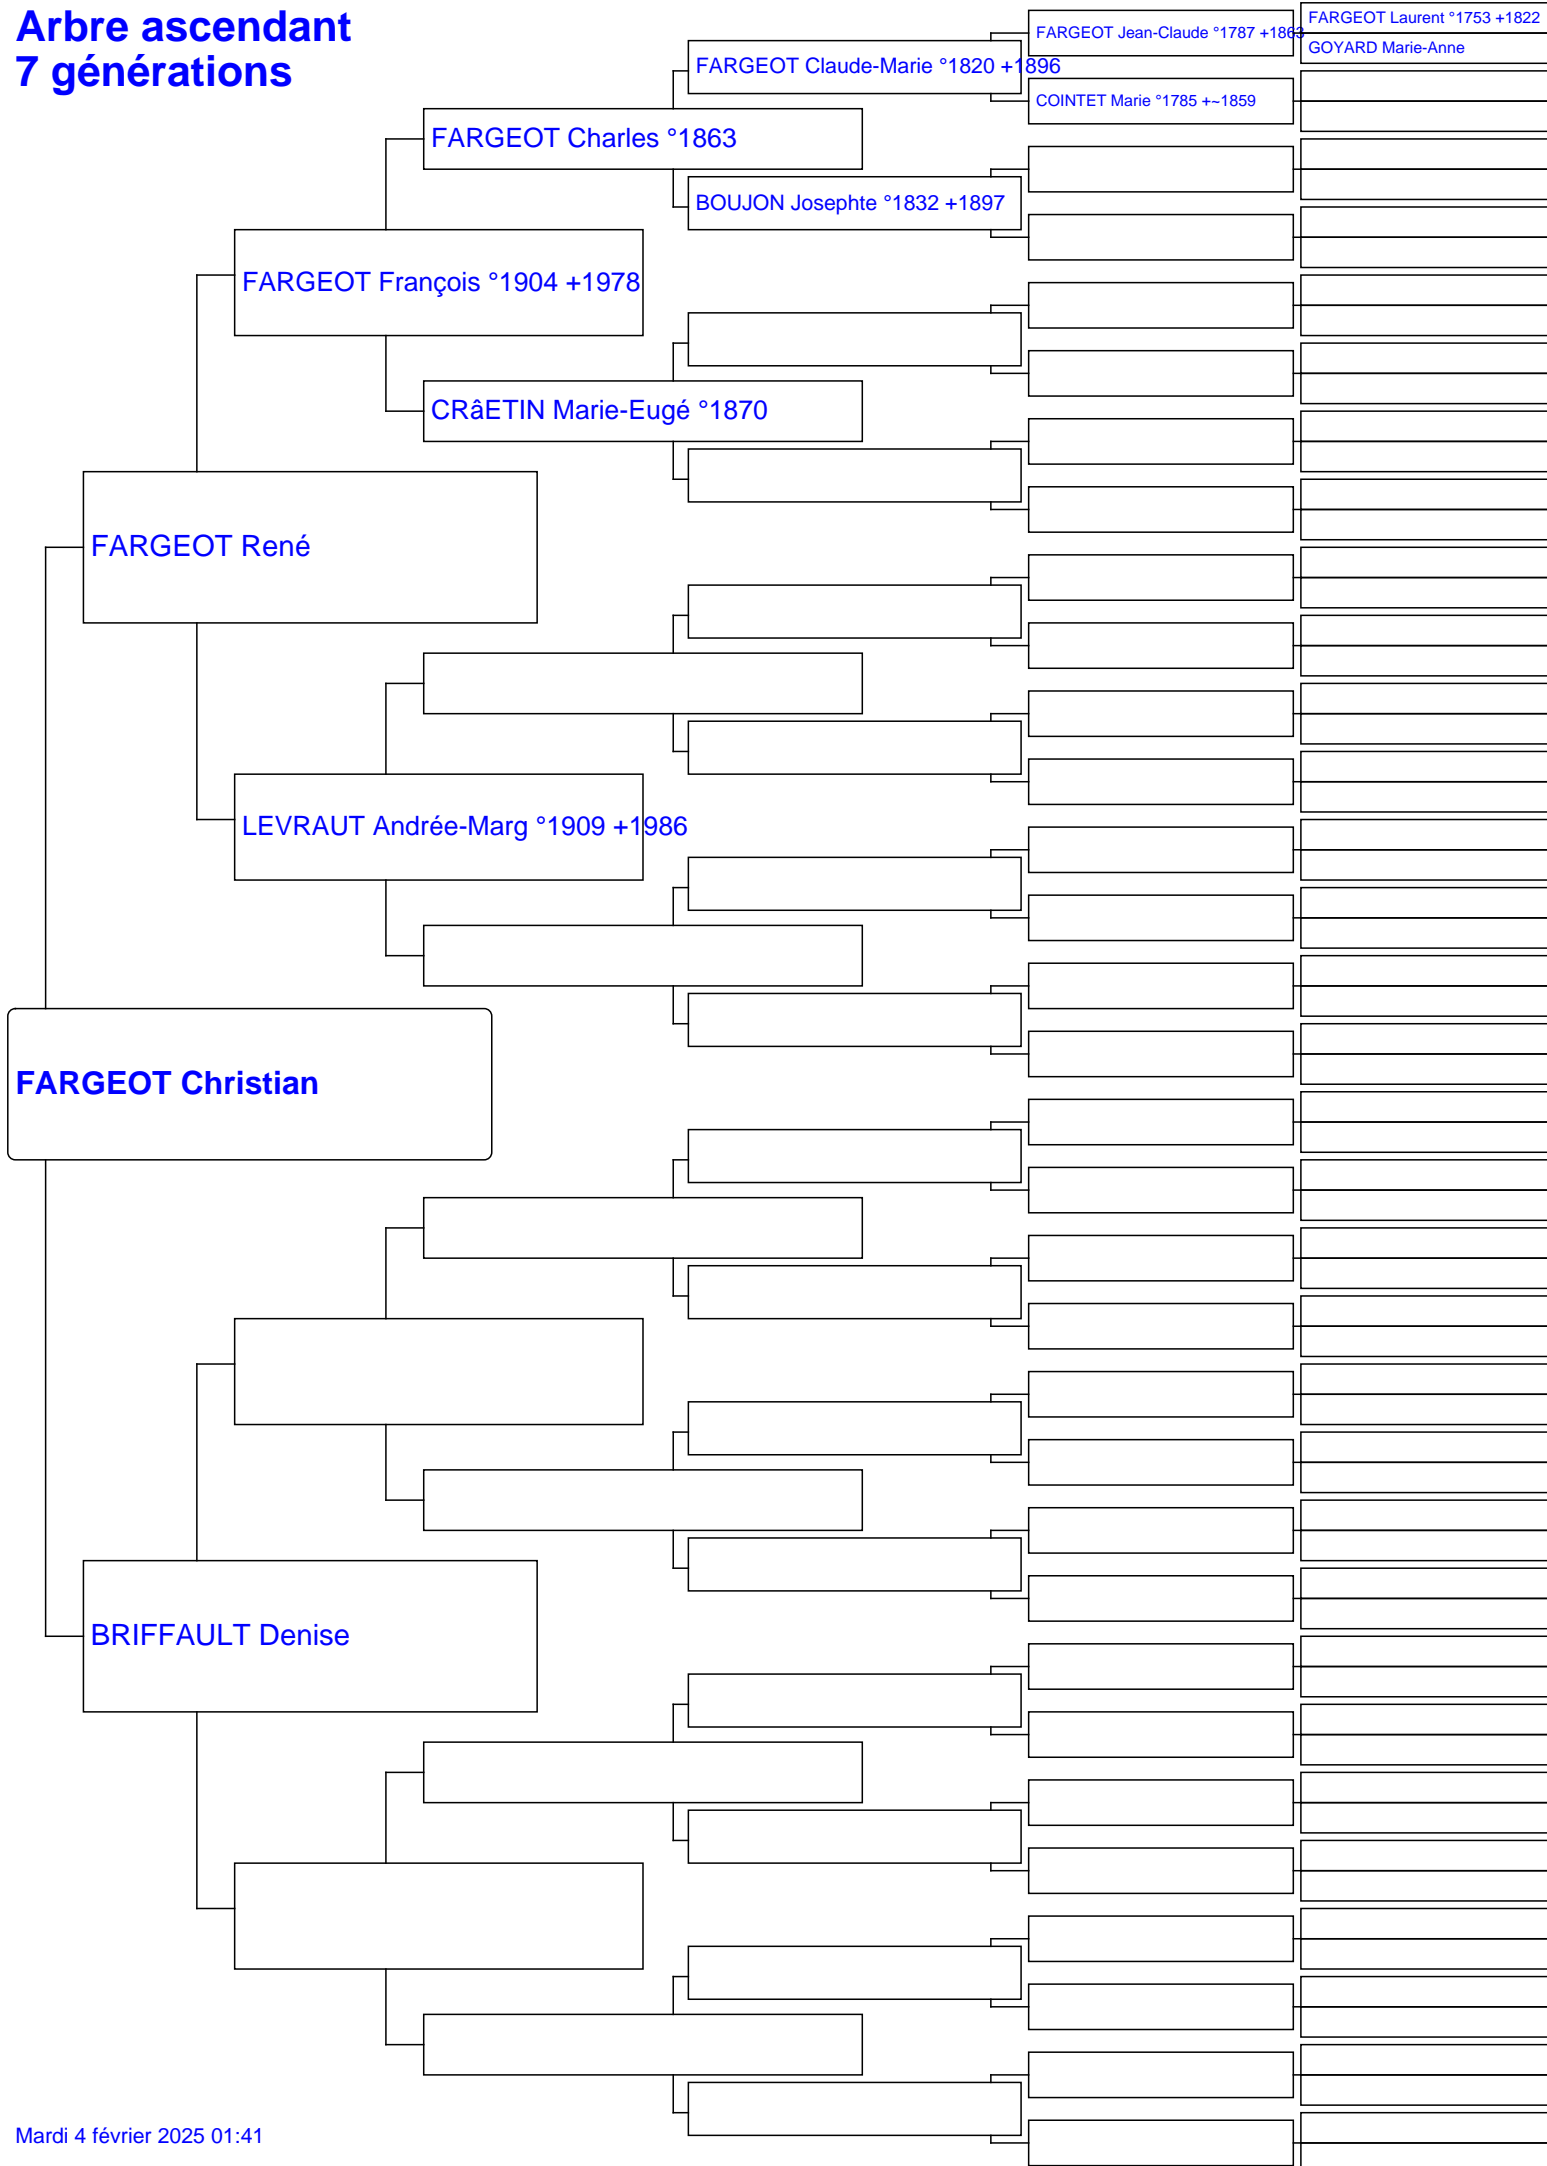 Arbre ascendant
7 générations
FARGEOT Laurent °1753 +1822
FARGEOT Jean-Claude °1787 +1863
GOYARD Marie-Anne
FARGEOT Claude-Marie °1820 +1896
COINTET Marie °1785 +~1859
FARGEOT Charles °1863
BOUJON Josephte °1832 +1897
FARGEOT François °1904 +1978
CRâETIN Marie-Eugé °1870
FARGEOT René
LEVRAUT Andrée-Marg °1909 +1986
FARGEOT Christian
BRIFFAULT Denise
Mardi 4 février 2025 01:41